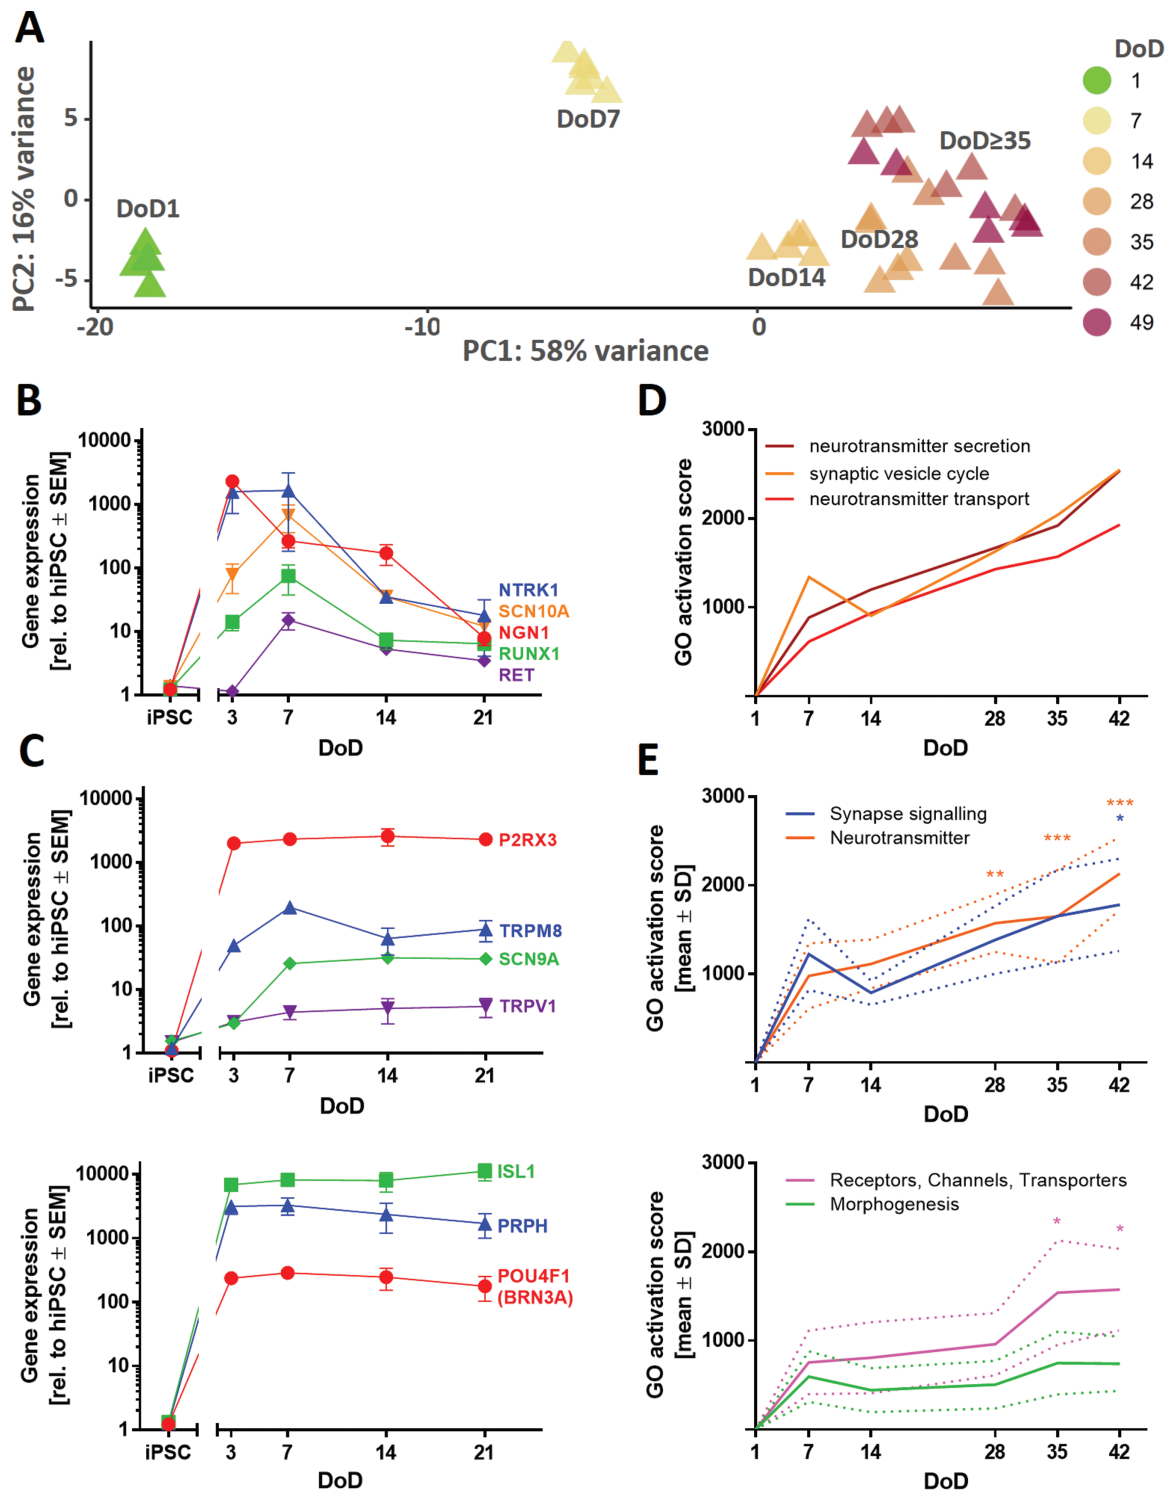 A
PC2: 16% variance
5
0
-5
DoD1
DoD7
DoD14
DoD28
DoD≥35
-20
-10
0
PC1: 58% variance
DoD
1
7
14
28
35
42
49
B
Gene expression
[rel. to hiPSC ± SEM]
10000
1000
100
10
1
NTRK1
SCN10A
NGN1
RUNX1
RET
iPSC
3
7
14
21
DoD
C
Gene expression
[rel. to hiPSC ± SEM]
10000
1000
100
10
1
P2RX3
TRPM8
SCN9A
TRPV1
iPSC
3
7
14
21
DoD
Gene expression
[rel. to hiPSC ± SEM]
10000
1000
100
10
1
ISL1
PRPH
POU4F1
(BRN3A)
iPSC
3
7
14
21
DoD
D
GO activation score
3000
2000
1000
neurotransmitter secretion
synaptic vesicle cycle
neurotransmitter transport
1
7
14
28
35
42
DoD
E
GO activation score
[mean ± SD]
3000
2000
1000
Synapse signalling
Neurotransmitter
**
***
***
*
1
7
14
28
35
42
DoD
GO activation score
[mean ± SD]
3000
2000
1000
Receptors, Channels, Transporters
Morphogenesis
*
*
1
7
14
28
35
42
DoD